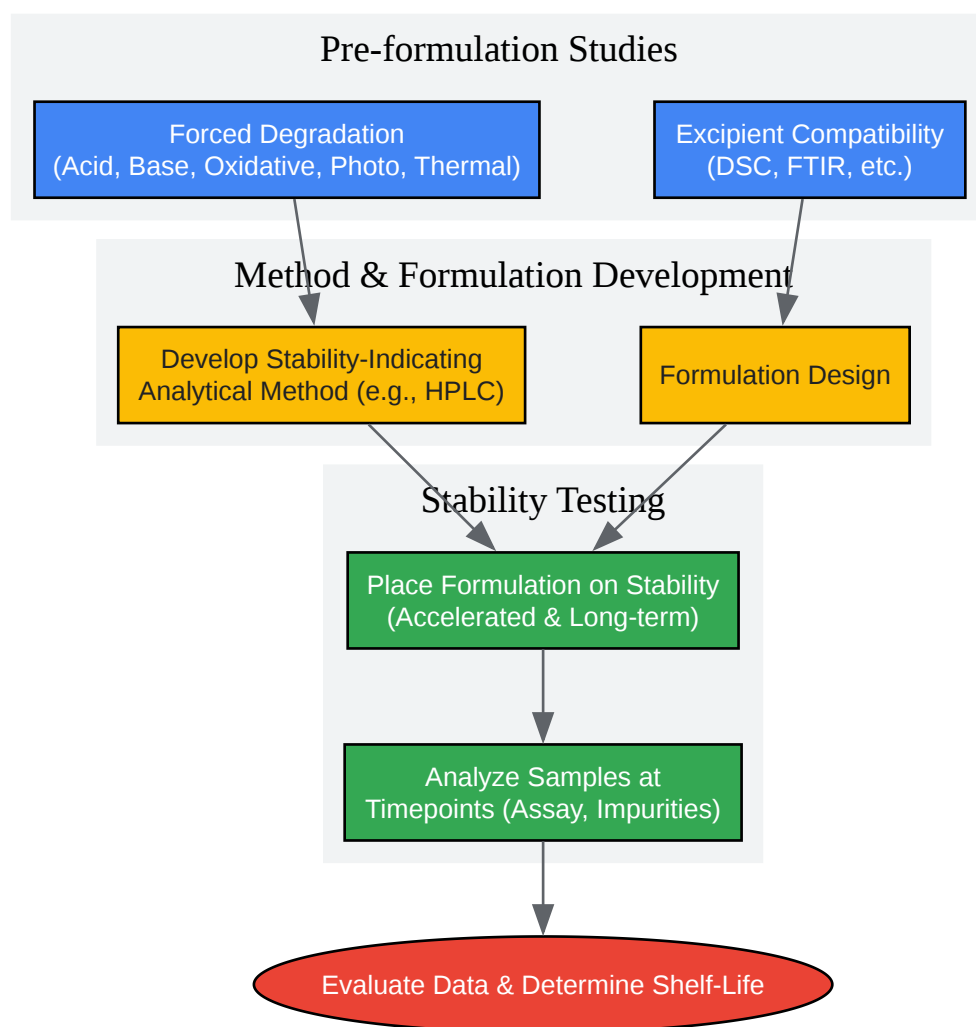 Pre-formulation Studies
Forced Degradation
(Acid, Base, Oxidative, Photo, Thermal)
Excipient Compatibility
(DSC, FTIR, etc.)
Method & Formulation Development
Develop Stability-Indicating
Analytical Method (e.g., HPLC)
Formulation Design
Stability Testing
Place Formulation on Stability
(Accelerated & Long-term)
Analyze Samples at
Timepoints (Assay, Impurities)
Evaluate Data & Determine Shelf-Life